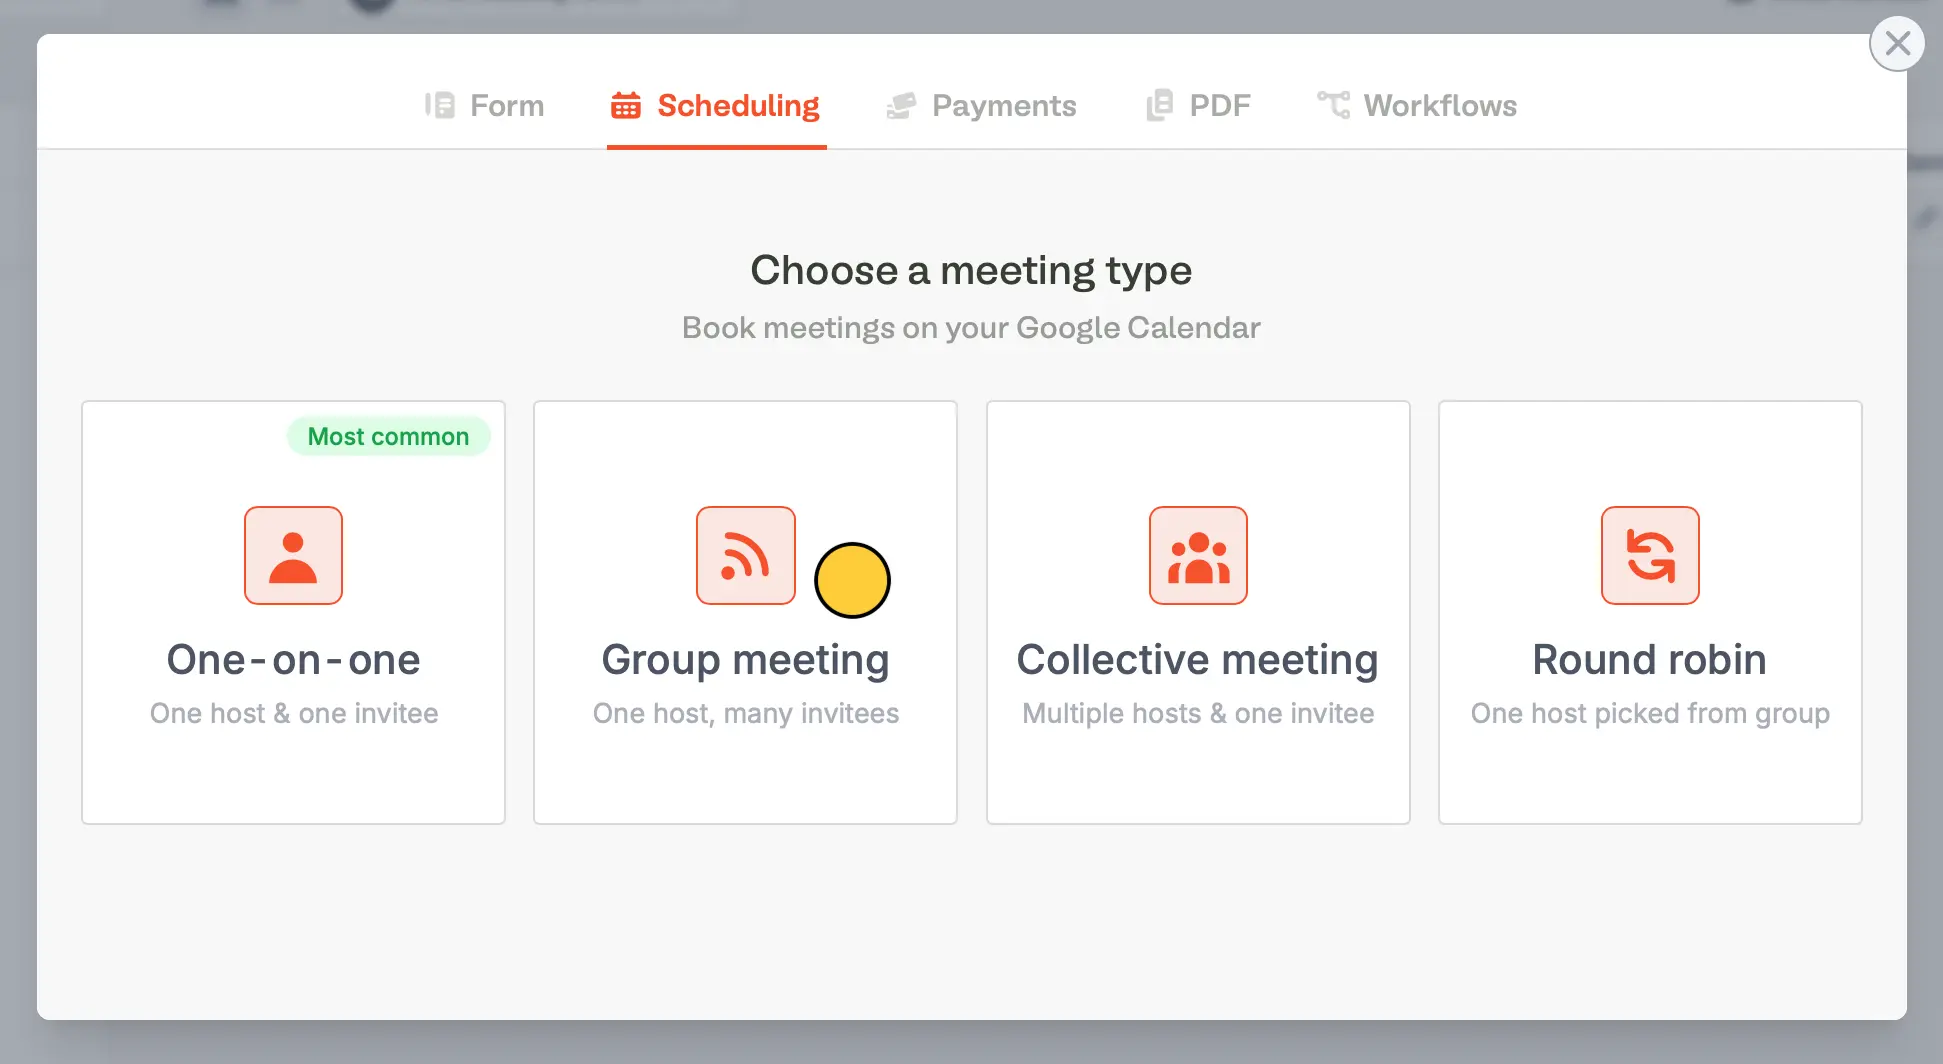 Form
Scheduling
Payments
PDF
Workflows
Choose a meeting type
Book meetings on your Google Calendar
Most common
One-on-one
One host & one invitee
Group meeting
One host, many invitees
Collective meeting
Multiple hosts & one invitee
Round robin
One host picked from group